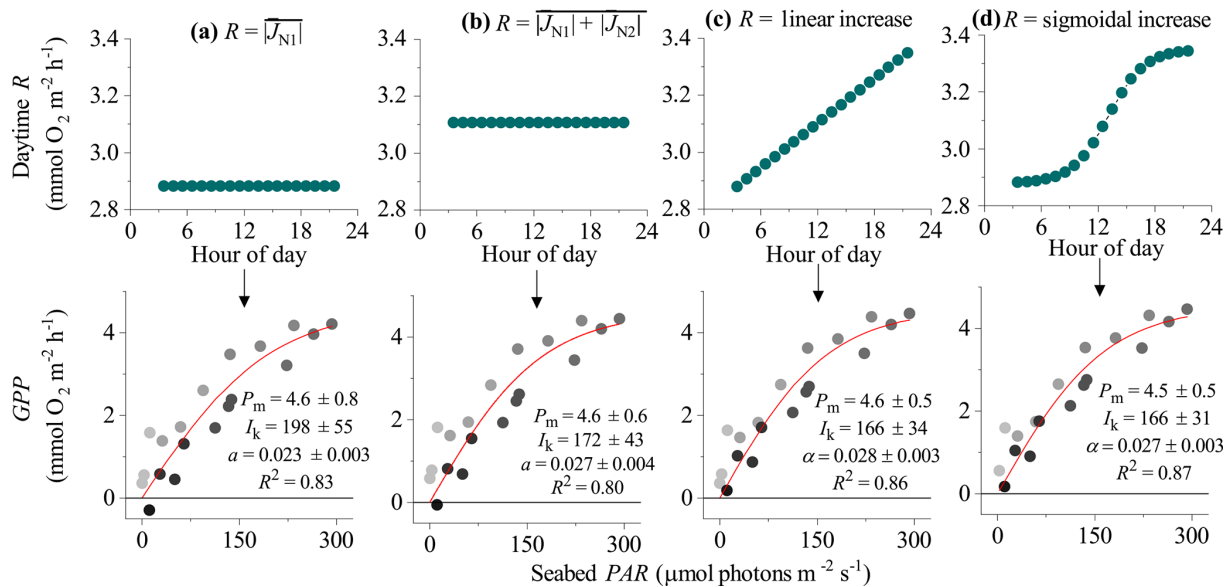 (a) R = |J̅N1|
(b) R = |J̅N1| + |J̅N2|
(c) R = linear increase
(d) R = sigmoidal increase
Daytime R
(mmol O2 m−2 h−1)
3.4
3.2
3.0
2.8
0 6 12 18 24
Hour of day
3.4
3.2
3.0
2.8
0 6 12 18 24
Hour of day
3.4
3.2
3.0
2.8
0 6 12 18 24
Hour of day
3.4
3.2
3.0
2.8
0 6 12 18 24
Hour of day
GPP
(mmol O2 m−2 h−1)
4
2
0
Pm = 4.6 ± 0.8
Ik = 198 ± 55
a = 0.023 ± 0.003
R2 = 0.83
0 150 300
4
2
0
Pm = 4.6 ± 0.6
Ik = 172 ± 43
a = 0.027 ± 0.004
R2 = 0.80
0 150 300
4
2
0
Pm = 4.6 ± 0.5
Ik = 166 ± 34
α = 0.028 ± 0.003
R2 = 0.86
0 150 300
4
2
0
Pm = 4.5 ± 0.5
Ik = 166 ± 31
α = 0.027 ± 0.003
R2 = 0.87
0 150 300
Seabed PAR (μmol photons m−2 s−1)